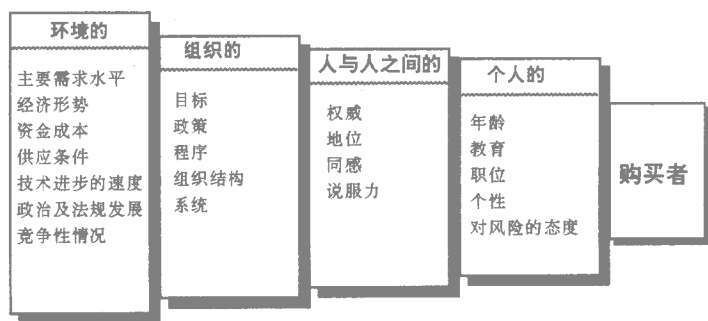 环境的
主要需求水平
经济形势
资金成本
供应条件
技术进步的速度
政治及法规发展
竞争性情况
组织的
目标
政策
程序
组织结构
系统
人与人之间的
权威
地位
同感
说服力
个人的
年龄
教育
职位
个性
对风险的态度
购买者